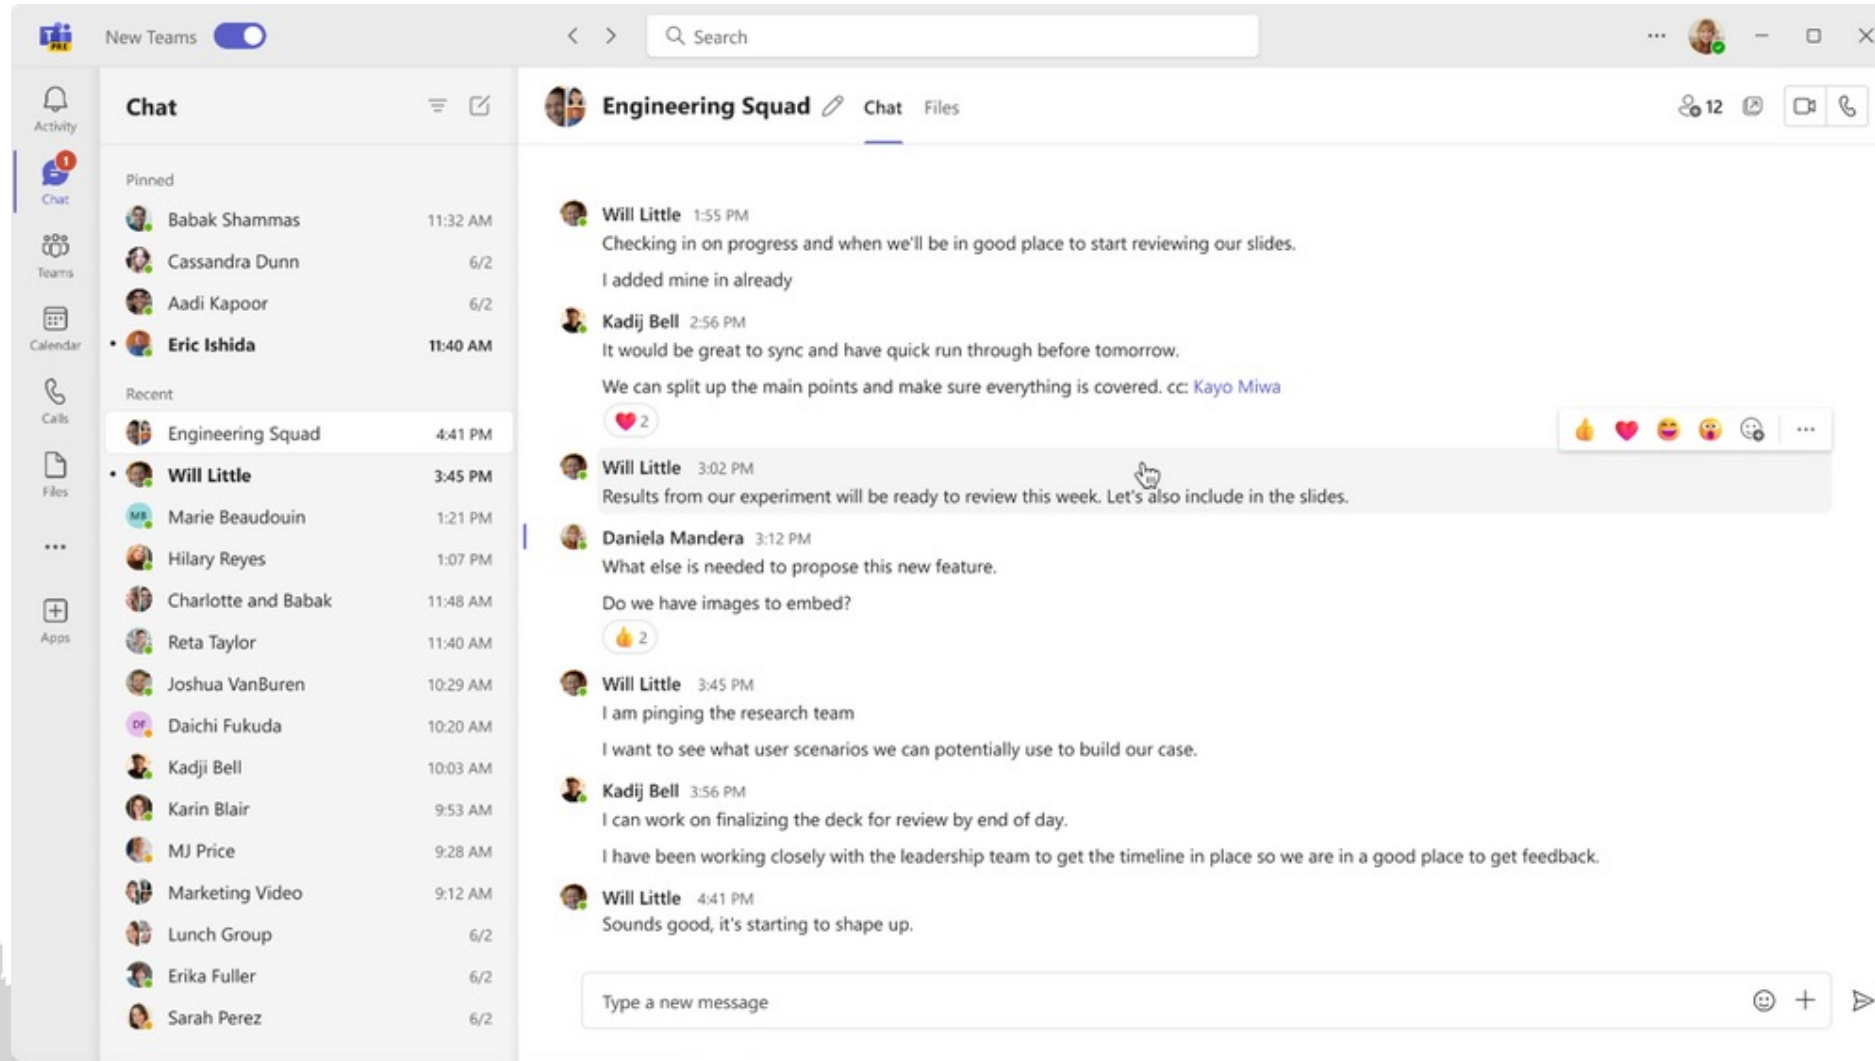 New Teams
Search
PRE
Activity
1
Chat
Teams
Calendar
Calls
Files
Apps
Chat
Pinned
Babak Shammas 11:32 AM
Cassandra Dunn 6/2
Aadi Kapoor 6/2
Eric Ishida 11:40 AM
Recent
Engineering Squad 4:41 PM
Will Little 3:45 PM
MB Marie Beaudouin 1:21 PM
Hilary Reyes 1:07 PM
Charlotte and Babak 11:48 AM
Reta Taylor 11:40 AM
Joshua VanBuren 10:29 AM
DF Daichi Fukuda 10:20 AM
Kadji Bell 10:03 AM
Karin Blair 9:53 AM
MJ Price 9:28 AM
Marketing Video 9:12 AM
Lunch Group 6/2
Erika Fuller 6/2
Sarah Perez 6/2
Engineering Squad Chat Files 12
Will Little 1:55 PM
Checking in on progress and when we'll be in good place to start reviewing our slides.
I added mine in already
Kadij Bell 2:56 PM
It would be great to sync and have quick run through before tomorrow.
We can split up the main points and make sure everything is covered. cc: Kayo Miwa
2
Will Little 3:02 PM
Results from our experiment will be ready to review this week. Let's also include in the slides.
Daniela Mandera 3:12 PM
What else is needed to propose this new feature.
Do we have images to embed?
2
Will Little 3:45 PM
I am pinging the research team
I want to see what user scenarios we can potentially use to build our case.
Kadij Bell 3:56 PM
I can work on finalizing the deck for review by end of day.
I have been working closely with the leadership team to get the timeline in place so we are in a good place to get feedback.
Will Little 4:41 PM
Sounds good, it's starting to shape up.
Type a new message